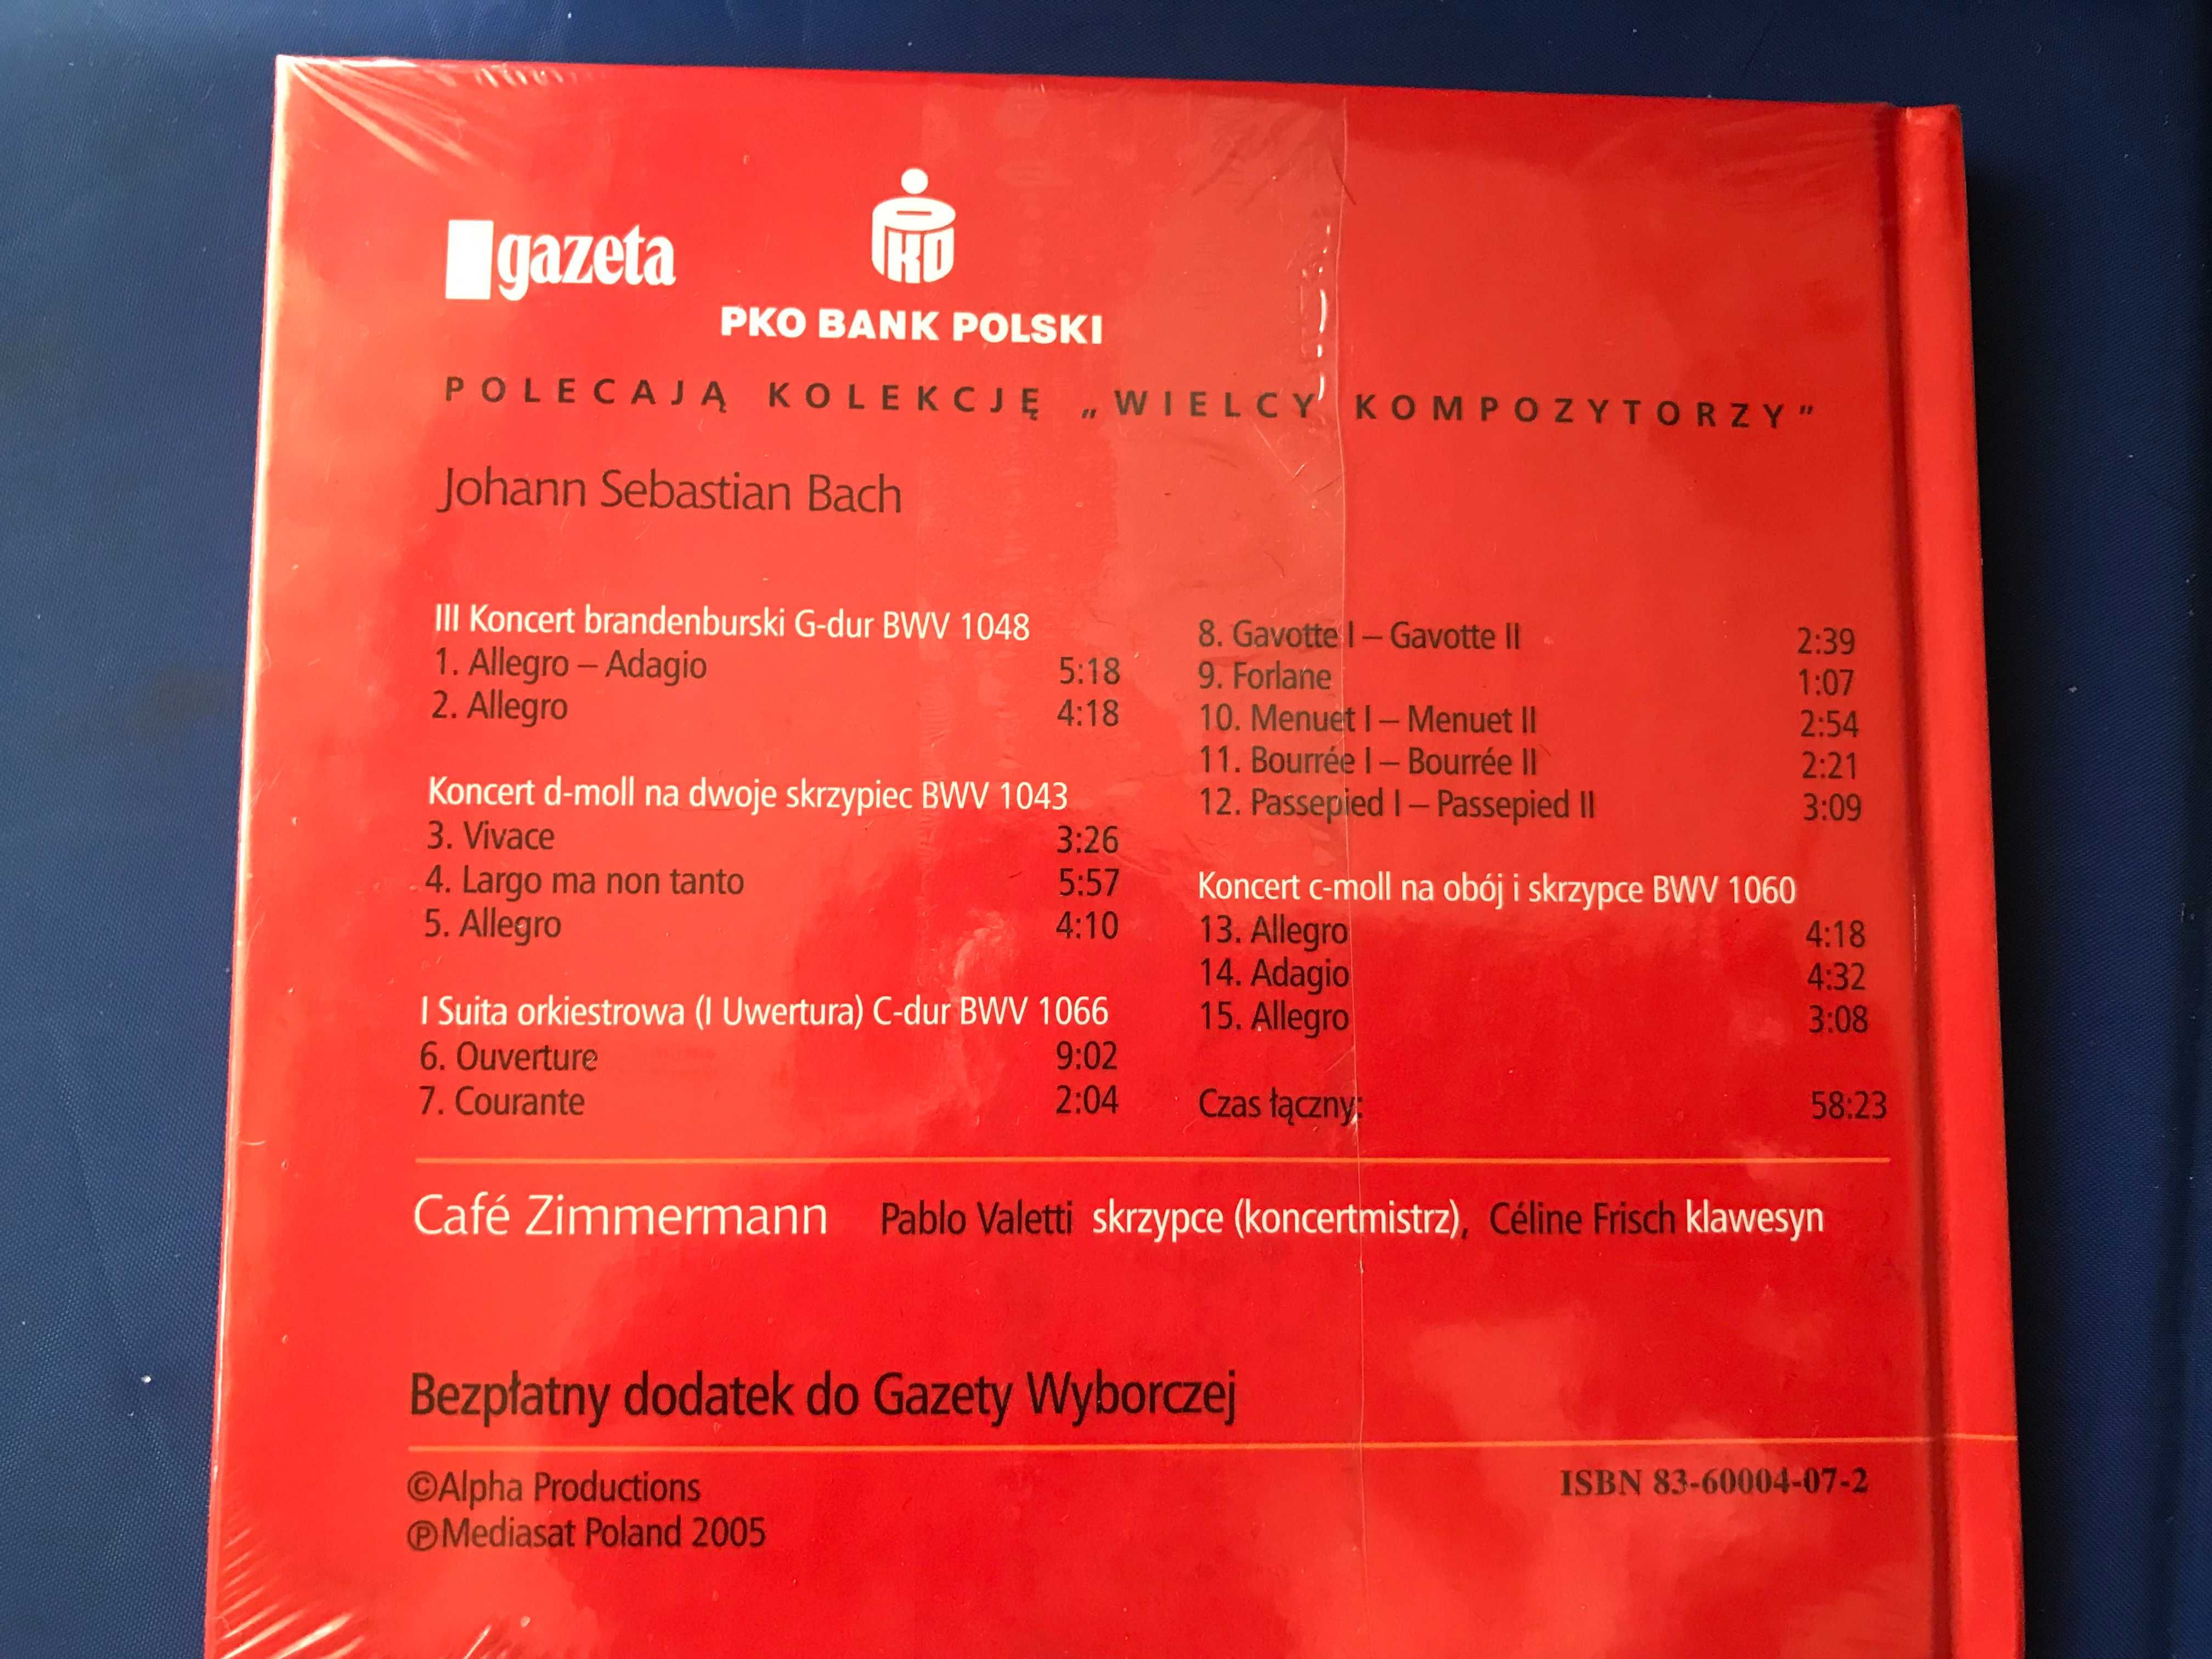 gazeta
PKO
PKO BANK POLSKI
POLECAJĄ KOLEKCJĘ „WIELCY KOMPOZYTORZY”
Johann Sebastian Bach
III Koncert brandenburski G-dur BWV 1048
1. Allegro – Adagio 5:18
2. Allegro 4:18
Koncert d-moll na dwoje skrzypiec BWV 1043
3. Vivace 3:26
4. Largo ma non tanto 5:57
5. Allegro 4:10
I Suita orkiestrowa (I Uwertura) C-dur BWV 1066
6. Ouverture 9:02
7. Courante 2:04
8. Gavotte I – Gavotte II 2:39
9. Forlane 1:07
10. Menuet I – Menuet II 2:54
11. Bourrée I – Bourrée II 2:21
12. Passepied I – Passepied II 3:09
Koncert c-moll na obój i skrzypce BWV 1060
13. Allegro 4:18
14. Adagio 4:32
15. Allegro 3:08
Czas łączny: 58:23
Café Zimmermann Pablo Valetti skrzypce (koncertmistrz), Céline Frisch klawesyn
Bezpłatny dodatek do Gazety Wyborczej
©Alpha Productions
℗Mediasat Poland 2005
ISBN 83-60004-07-2